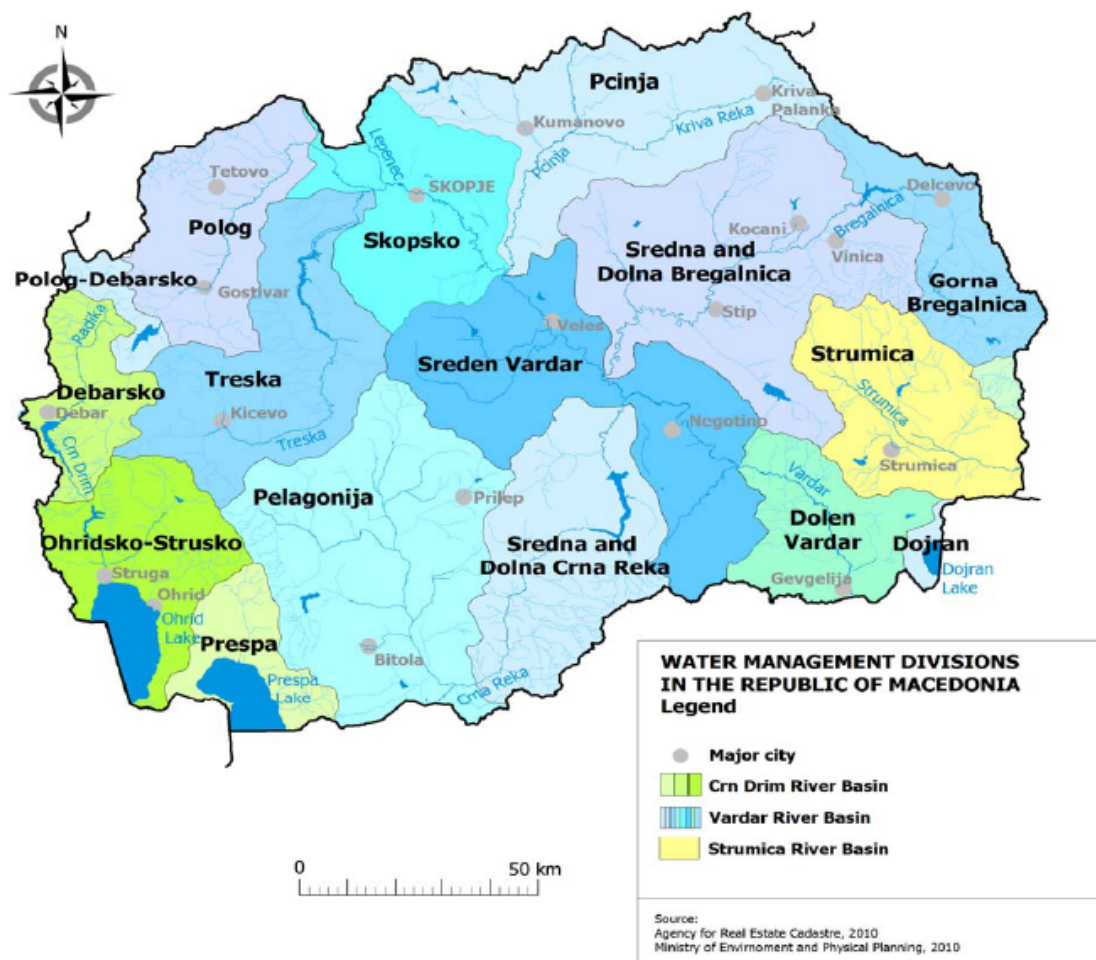 N
Pcinja
Kriva
Palanka
Kumanovo
Kriva Reka
Pcinja
Lepenec
SKOPJE
Tetovo
Polog
Skopsko
Delcevo
Bregalnica
Kocani
Vinica
Sredna and
Dolna Bregalnica
Gorna
Bregalnica
Polog-Debarsko
Gostivar
Radika
Veles
Stip
Sreden Vardar
Strumica
Strumica
Strumica
Treska
Debarsko
Debar
Kicevo
Treska
Crn Drim
Negotino
Vardar
Pelagonija
Prilep
Dolen
Vardar
Ohridsko-Strusko
Sredna and
Dolna Crna Reka
Dojran
Dojran
Lake
Struga
Gevgelija
Ohrid
Ohrid
Lake
Prespa
Prespa
Lake
Bitola
Crna Reka
WATER MANAGEMENT DIVISIONS
IN THE REPUBLIC OF MACEDONIA
Legend
Major city
Crn Drim River Basin
Vardar River Basin
Strumica River Basin
0 50 km
Source:
Agency for Real Estate Cadastre, 2010
Ministry of Envirnoment and Physical Planning, 2010